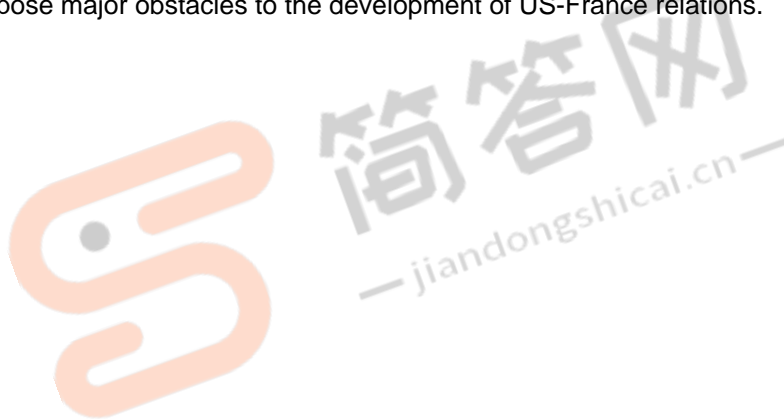 pose major obstacles to the development of US-France relations.
简答网
jiandongshicai.cn